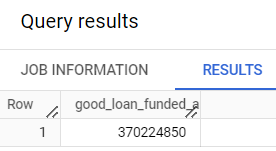 Query results
JOB INFORMATION RESULTS
Row good_loan_funded_a
1 370224850